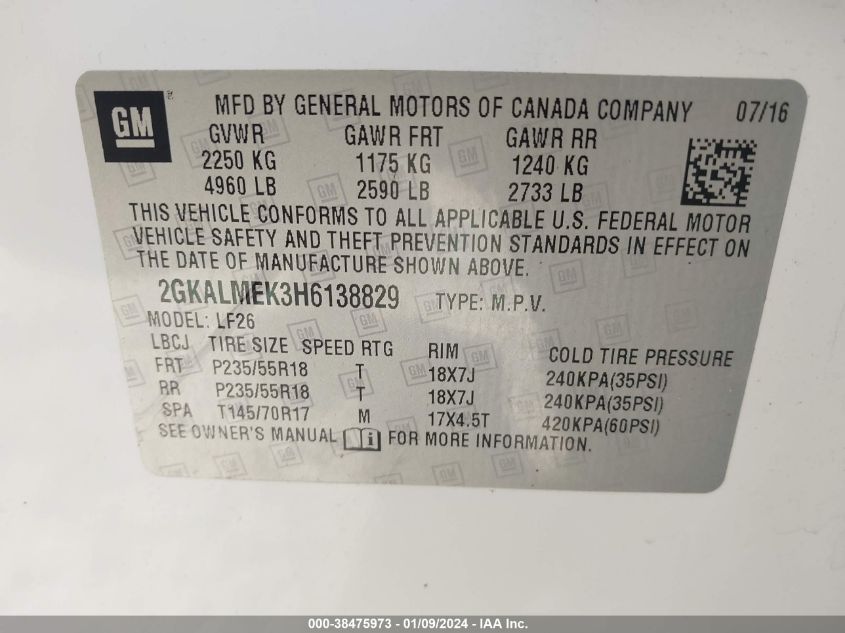 GM ® MFD BY GENERAL MOTORS OF CANADA COMPANY 07/16
GVWR GAWR FRT GAWR RR
2250 KG 1175 KG 1240 KG
4960 LB 2590 LB 2733 LB
THIS VEHICLE CONFORMS TO ALL APPLICABLE U.S. FEDERAL MOTOR
VEHICLE SAFETY AND THEFT PREVENTION STANDARDS IN EFFECT ON
THE DATE OF MANUFACTURE SHOWN ABOVE.
2GKALMEK3H6138829 TYPE: M.P.V.
MODEL: LF26
LBCJ TIRE SIZE SPEED RTG RIM COLD TIRE PRESSURE
FRT P235/55R18 T 18X7J 240KPA(35PSI)
RR P235/55R18 T 18X7J 240KPA(35PSI)
SPA T145/70R17 M 17X4.5T 420KPA(60PSI)
SEE OWNER'S MANUAL i FOR MORE INFORMATION.
000-38475973 - 01/09/2024 - IAA Inc.